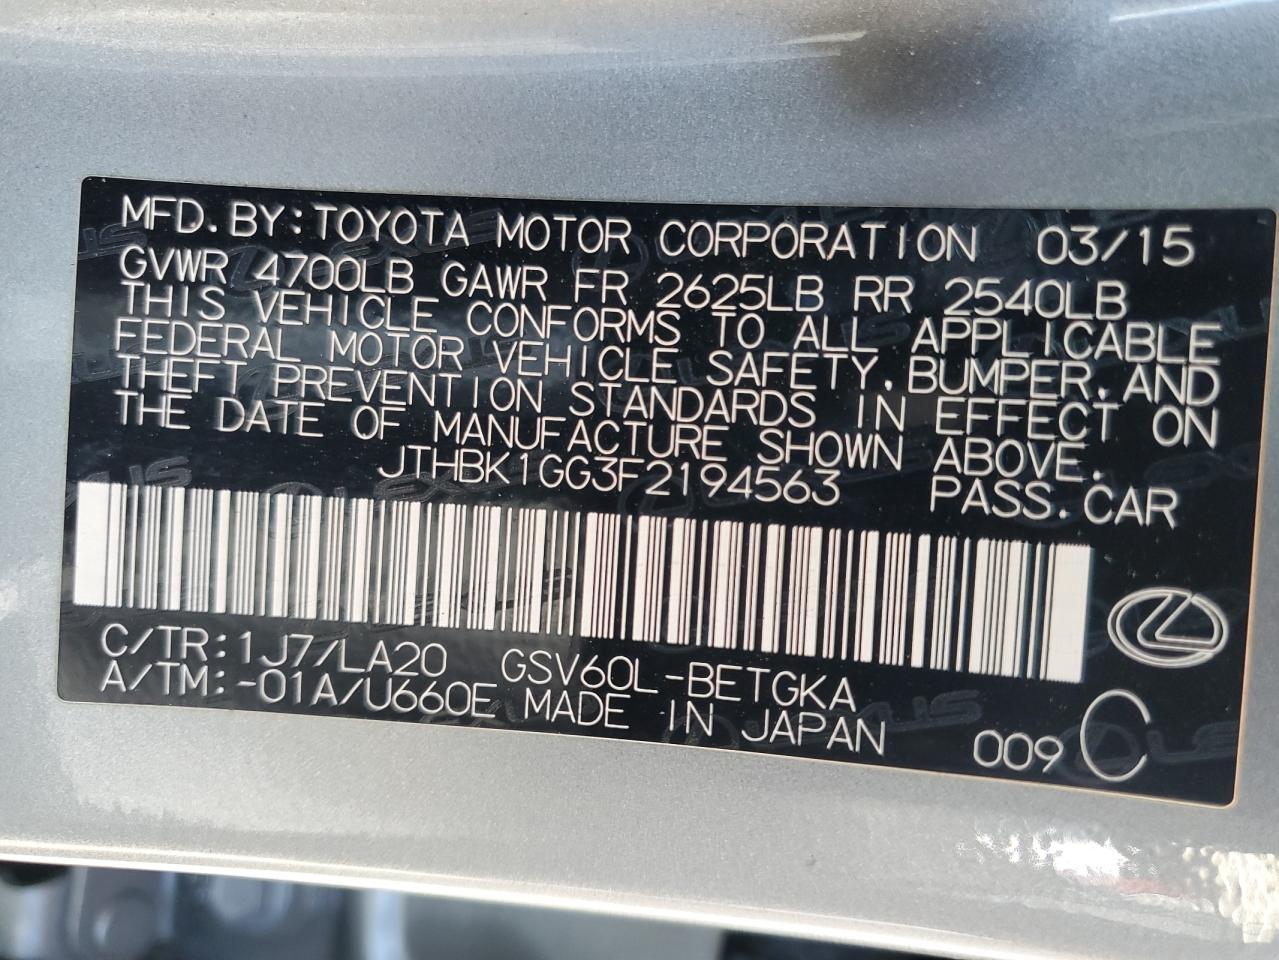 MFD. BY: TOYOTA MOTOR CORPORATION 03/15
GVWR 4700LB GAWR FR 2625LB RR 2540LB
THIS VEHICLE CONFORMS TO ALL APPLICABLE
FEDERAL MOTOR VEHICLE SAFETY, BUMPER, AND
THEFT PREVENTION STANDARDS IN EFFECT ON
THE DATE OF MANUFACTURE SHOWN ABOVE.
JTHBK1GG3F2194563 PASS. CAR
C/TR: 1J7/LA20 GSV60L-BETGKA
A/TM: -01A/U660E MADE IN JAPAN 009 C